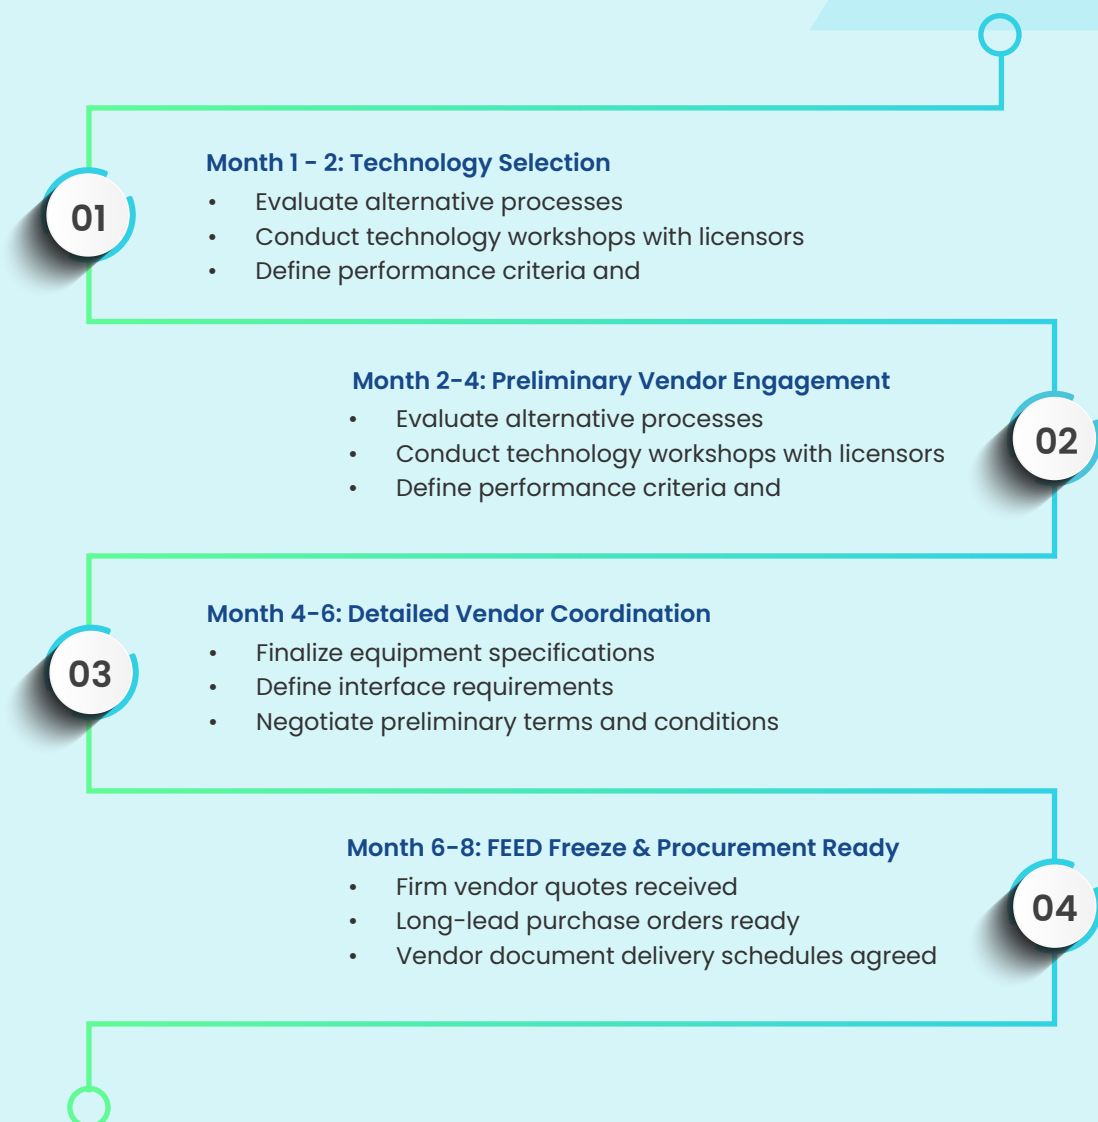 Month 1 - 2: Technology Selection
• Evaluate alternative processes
• Conduct technology workshops with licensors
• Define performance criteria and
01
Month 2-4: Preliminary Vendor Engagement
• Evaluate alternative processes
• Conduct technology workshops with licensors
• Define performance criteria and
02
Month 4-6: Detailed Vendor Coordination
• Finalize equipment specifications
• Define interface requirements
• Negotiate preliminary terms and conditions
03
Month 6-8: FEED Freeze & Procurement Ready
• Firm vendor quotes received
• Long-lead purchase orders ready
• Vendor document delivery schedules agreed
04